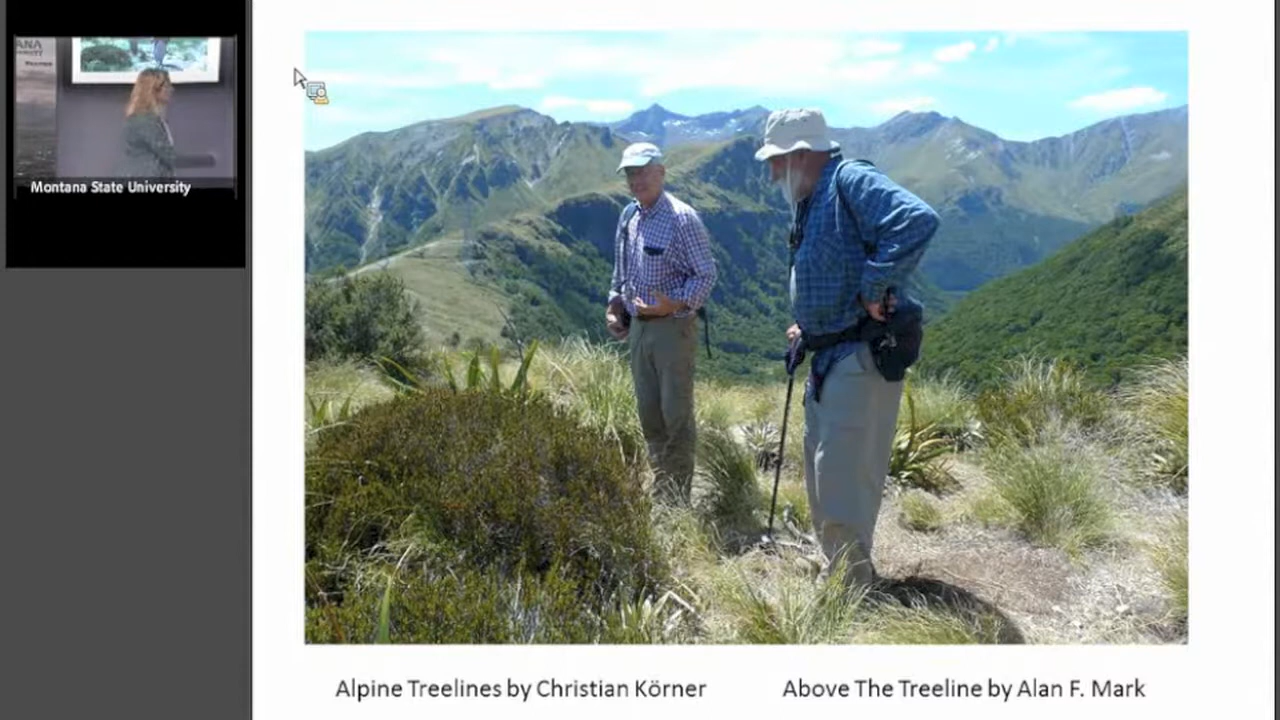 Montana State University
Alpine Treelines by Christian Körner
Above The Treeline by Alan F. Mark